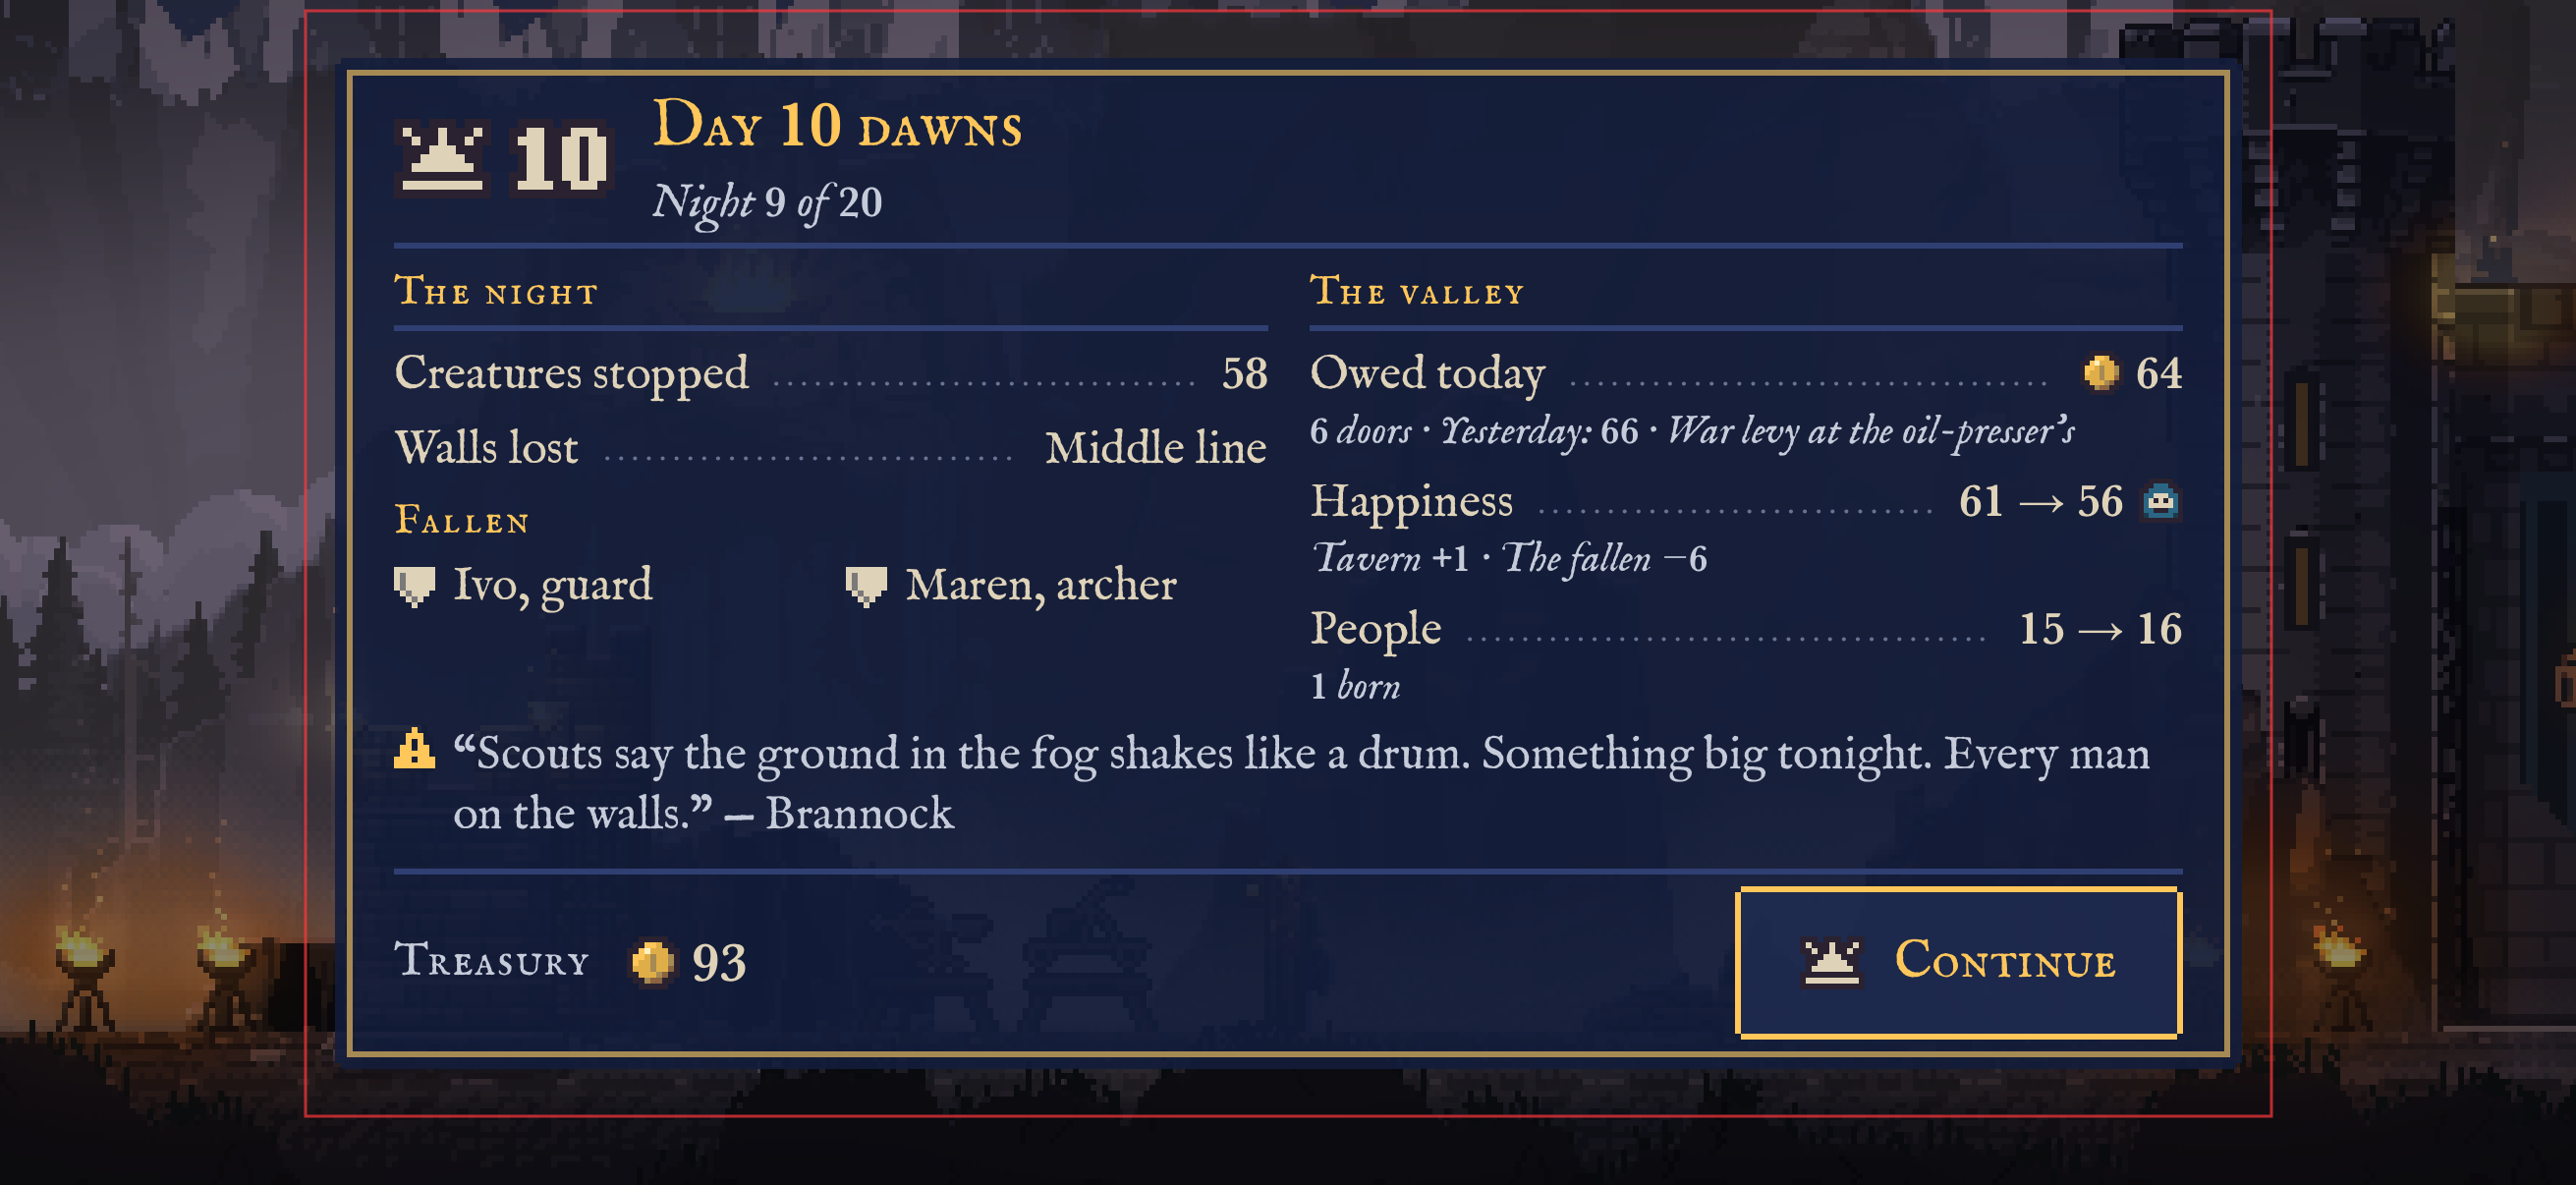 10
Day 10 dawns
Night 9 of 20
The night
Creatures stopped 58
Walls lost Middle line
Fallen
Ivo, guard
Maren, archer
The valley
Owed today 64
6 doors · Yesterday: 66 · War levy at the oil-presser’s
Happiness 61 → 56
Tavern +1 · The fallen −6
People 15 → 16
1 born
“Scouts say the ground in the fog shakes like a drum. Something big tonight. Every man
on the walls.” — Brannock
Treasury 93
Continue